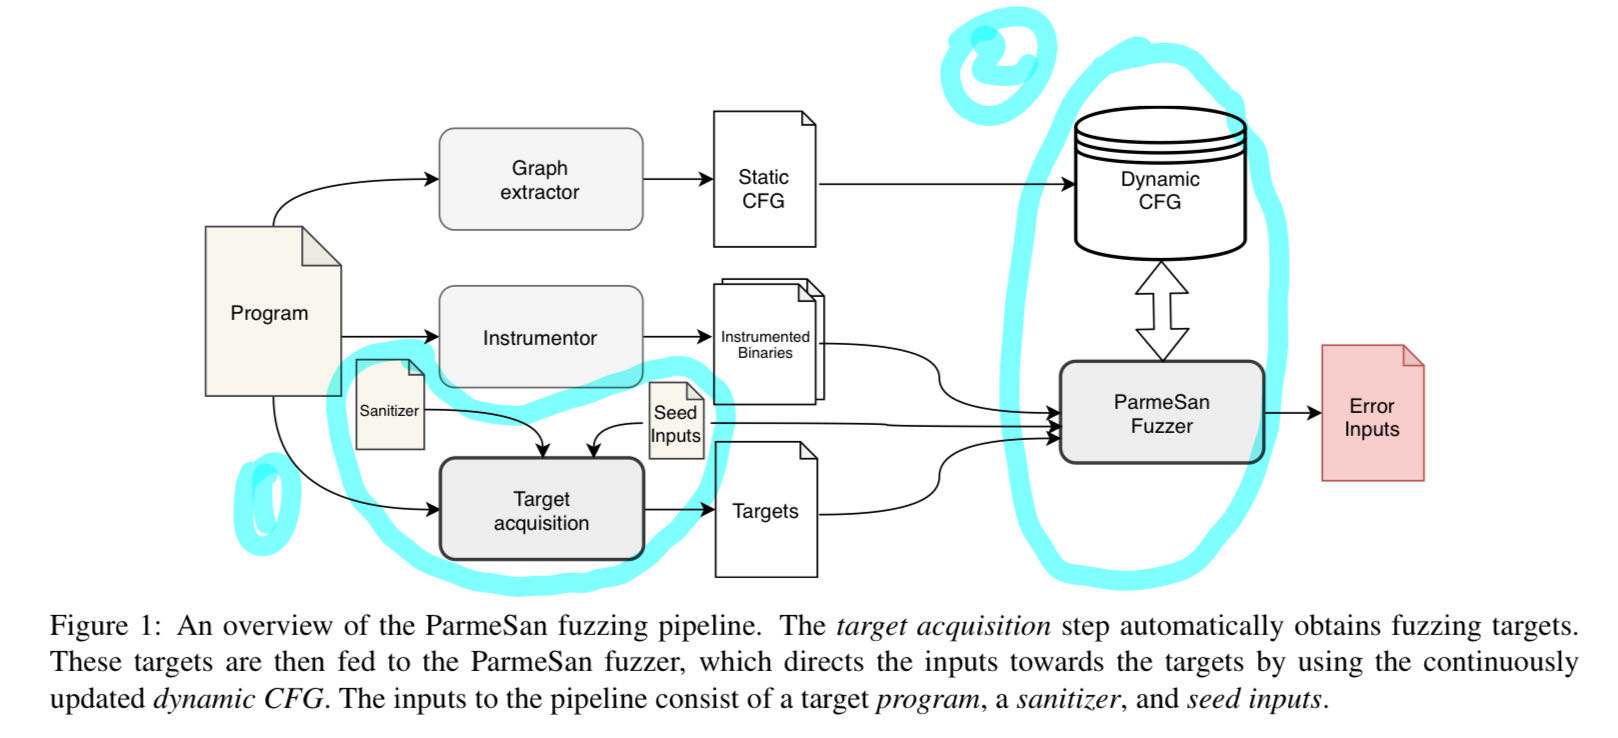 2
Graph
extractor
Static
CFG
Dynamic
CFG
Program
Instrumentor
Instrumented
Binaries
Sanitizer
Seed
Inputs
ParmeSan
Fuzzer
Error
Inputs
Target
acquisition
Targets
Figure 1: An overview of the ParmeSan fuzzing pipeline. The target acquisition step automatically obtains fuzzing targets.
These targets are then fed to the ParmeSan fuzzer, which directs the inputs towards the targets by using the continuously
updated dynamic CFG. The inputs to the pipeline consist of a target program, a sanitizer, and seed inputs.